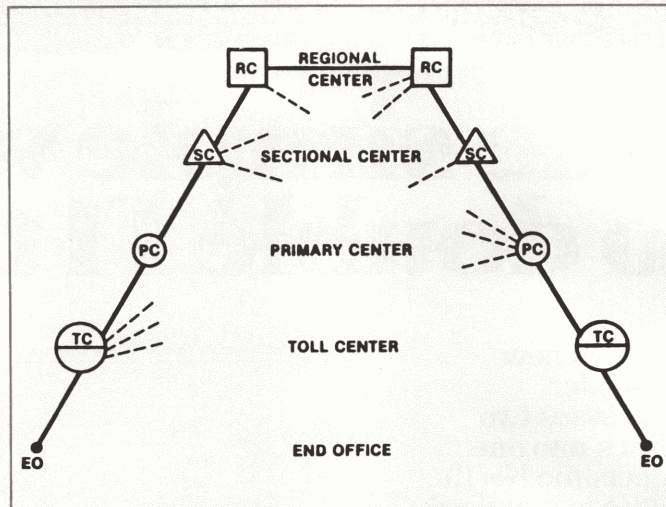 RC REGIONAL CENTER RC
SC SECTIONAL CENTER SC
PC PRIMARY CENTER PC
TC TOLL CENTER TC
EO END OFFICE EO